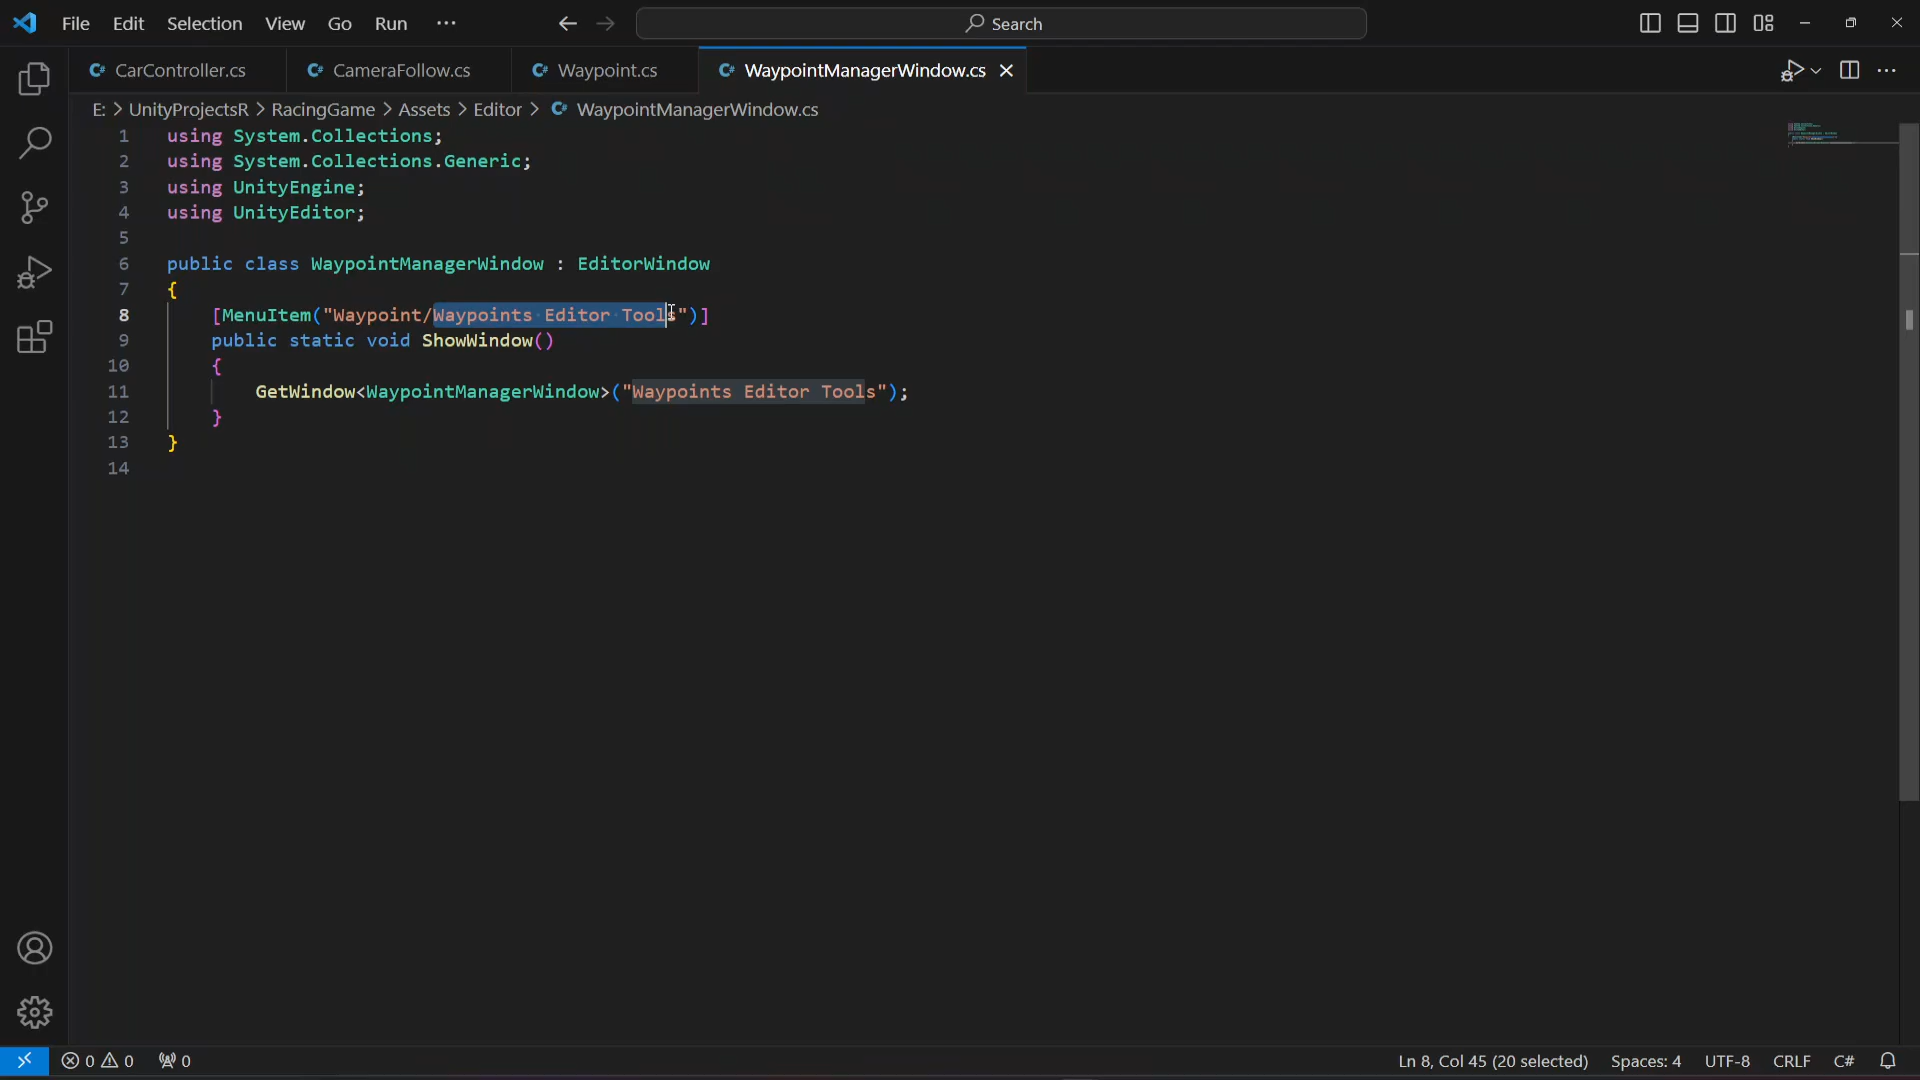 File Edit Selection View Go Run ··· Search
CarController.cs CameraFollow.cs Waypoint.cs WaypointManagerWindow.cs
E: > UnityProjectsR > RacingGame > Assets > Editor > WaypointManagerWindow.cs
1 using System.Collections;
2 using System.Collections.Generic;
3 using UnityEngine;
4 using UnityEditor;
5
6 public class WaypointManagerWindow : EditorWindow
7 {
8 [MenuItem("Waypoint/Waypoints Editor Tools")]
9 public static void ShowWindow()
10 {
11 GetWindow<WaypointManagerWindow>("Waypoints Editor Tools");
12 }
13 }
14
0 0 0 Ln 8, Col 45 (20 selected) Spaces: 4 UTF-8 CRLF C#